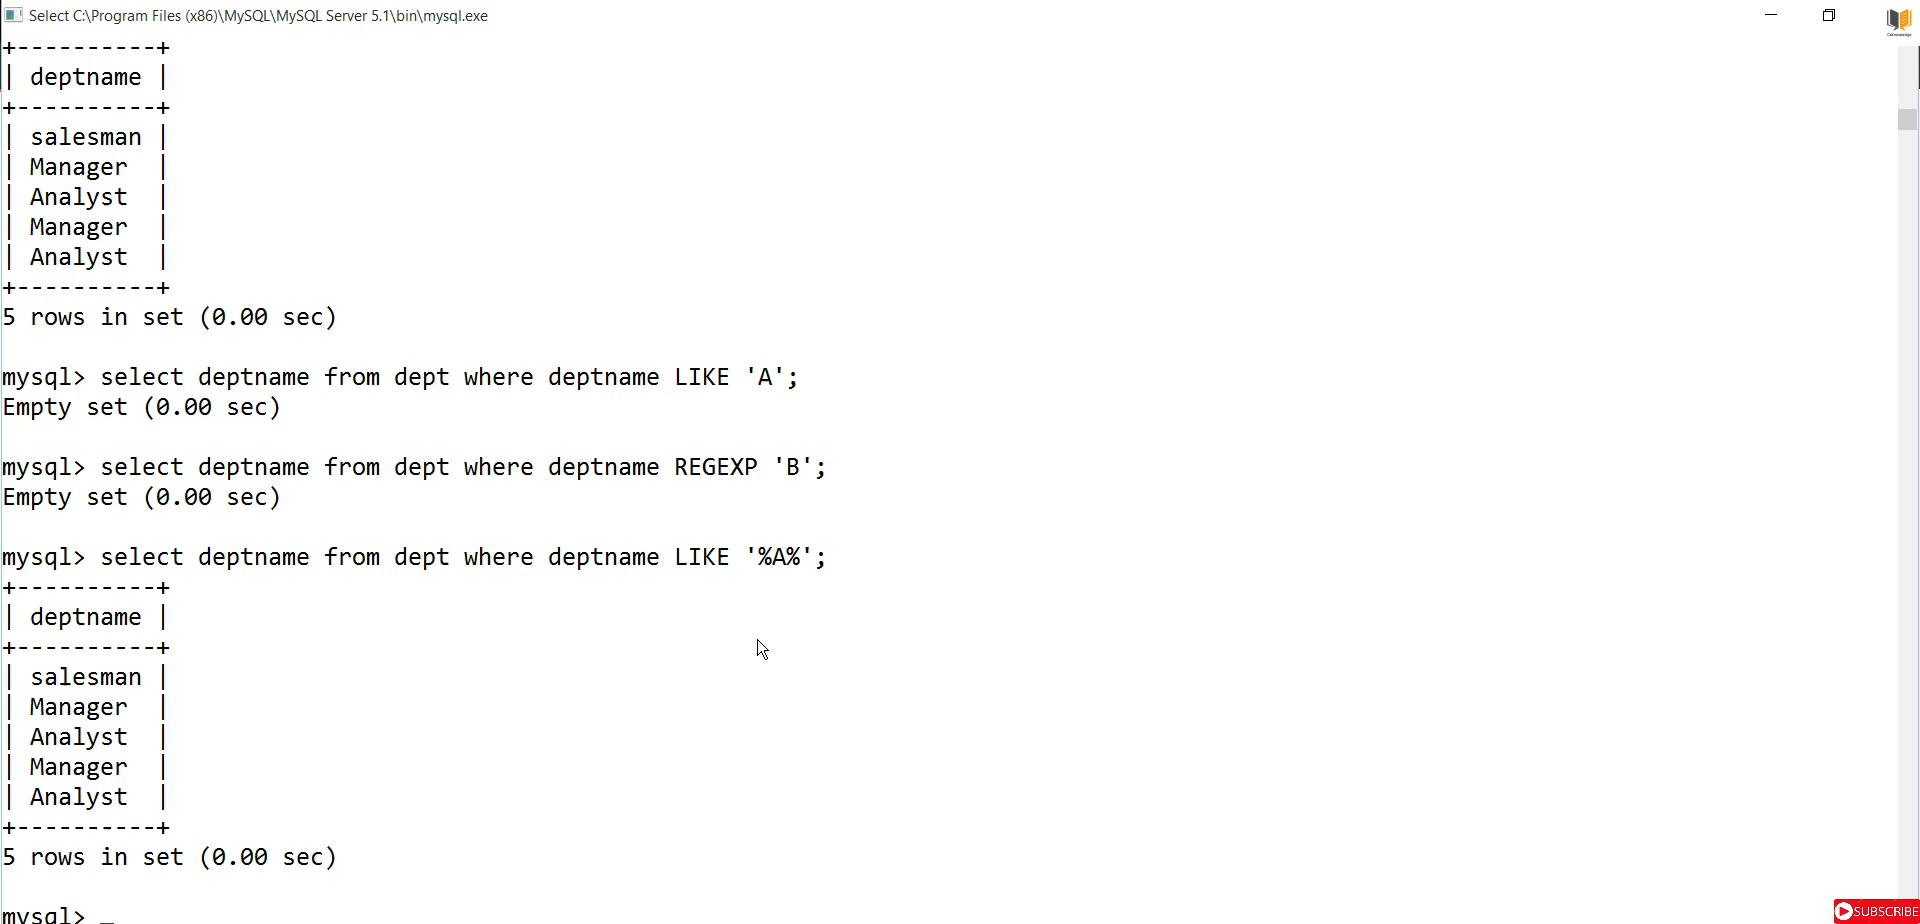 Select C:\Program Files (x86)\MySQL\MySQL Server 5.1\bin\mysql.exe
+----------+
| deptname |
+----------+
| salesman |
| Manager  |
| Analyst  |
| Manager  |
| Analyst  |
+----------+
5 rows in set (0.00 sec)
mysql> select deptname from dept where deptname LIKE 'A';
Empty set (0.00 sec)
mysql> select deptname from dept where deptname REGEXP 'B';
Empty set (0.00 sec)
mysql> select deptname from dept where deptname LIKE '%A%';
+----------+
| deptname |
+----------+
| salesman |
| Manager  |
| Analyst  |
| Manager  |
| Analyst  |
+----------+
5 rows in set (0.00 sec)
mysql> _
SUBSCRIBE